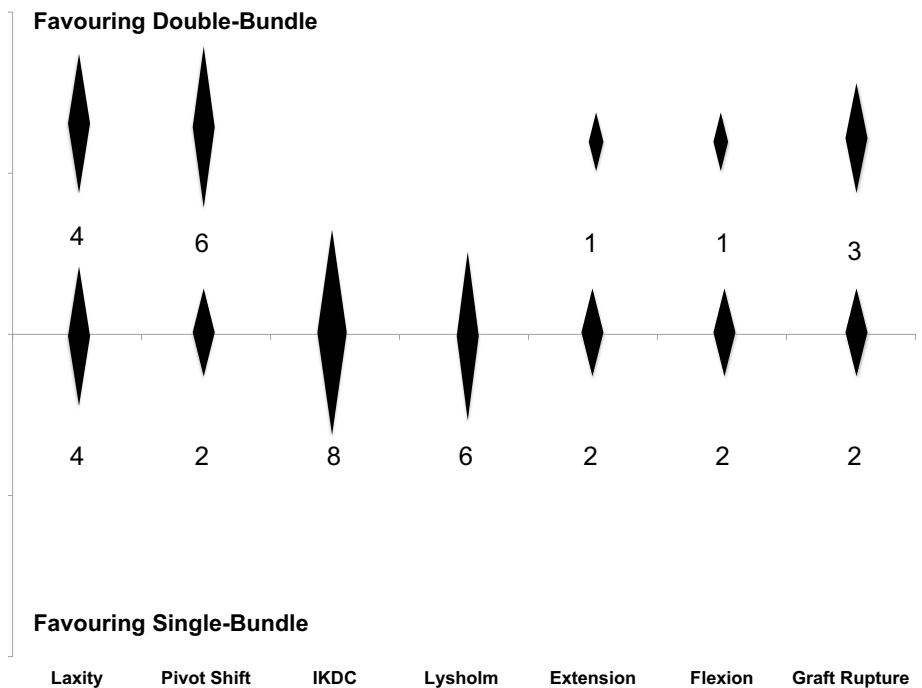 Favouring Double-Bundle
4 6 1 1 3
4 2 8 6 2 2 2
Favouring Single-Bundle
Laxity Pivot Shift IKDC Lysholm Extension Flexion Graft Rupture